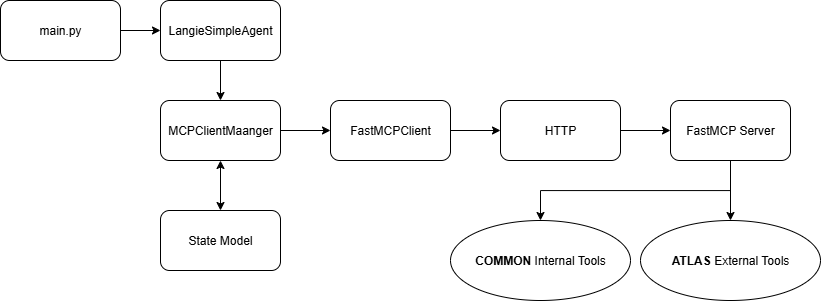 main.py
LangieSimpleAgent
MCPClientMaanger
FastMCPClient
HTTP
FastMCP Server
State Model
COMMON Internal Tools
ATLAS External Tools